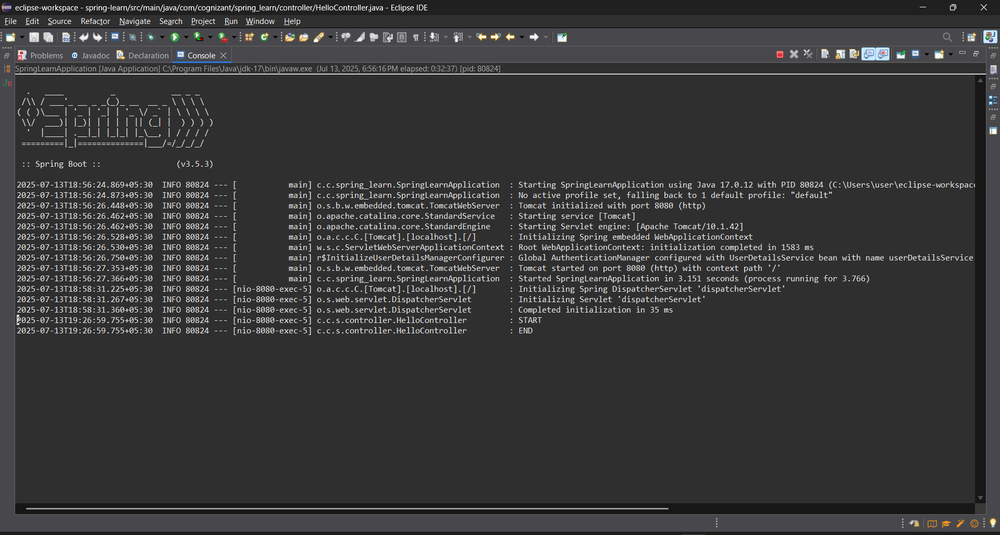 eclipse-workspace - spring-learn/src/main/java/com/cognizant/spring_learn/controller/HelloController.java - Eclipse IDE
File Edit Source Refactor Navigate Search Project Run Window Help
Problems @ Javadoc Declaration Console
SpringLearnApplication [Java Application] C:\Program Files\Java\jdk-17\bin\javaw.exe (Jul 13, 2025, 6:56:16 PM elapsed: 0:32:37) [pid: 80824]
Spring
:: Spring Boot :: (v3.5.3)
2025-07-13T18:56:24.869+05:30 INFO 80824 --- [ main] c.c.spring_learn.SpringLearnApplication : Starting SpringLearnApplication using Java 17.0.12 with PID 80824 (C:\Users\user\eclipse-workspac
2025-07-13T18:56:24.873+05:30 INFO 80824 --- [ main] c.c.spring_learn.SpringLearnApplication : No active profile set, falling back to 1 default profile: "default"
2025-07-13T18:56:26.448+05:30 INFO 80824 --- [ main] o.s.b.w.embedded.tomcat.TomcatWebServer : Tomcat initialized with port 8080 (http)
2025-07-13T18:56:26.462+05:30 INFO 80824 --- [ main] o.apache.catalina.core.StandardService : Starting service [Tomcat]
2025-07-13T18:56:26.462+05:30 INFO 80824 --- [ main] o.apache.catalina.core.StandardEngine : Starting Servlet engine: [Apache Tomcat/10.1.42]
2025-07-13T18:56:26.528+05:30 INFO 80824 --- [ main] o.a.c.c.C.[Tomcat].[localhost].[/] : Initializing Spring embedded WebApplicationContext
2025-07-13T18:56:26.530+05:30 INFO 80824 --- [ main] w.s.c.ServletWebServerApplicationContext : Root WebApplicationContext: initialization completed in 1583 ms
2025-07-13T18:56:26.750+05:30 INFO 80824 --- [ main] r$InitializeUserDetailsManagerConfigurer : Global AuthenticationManager configured with UserDetailsService bean with name userDetailsService
2025-07-13T18:56:27.353+05:30 INFO 80824 --- [ main] o.s.b.w.embedded.tomcat.TomcatWebServer : Tomcat started on port 8080 (http) with context path '/'
2025-07-13T18:56:27.366+05:30 INFO 80824 --- [ main] c.c.spring_learn.SpringLearnApplication : Started SpringLearnApplication in 3.151 seconds (process running for 3.766)
2025-07-13T18:58:31.225+05:30 INFO 80824 --- [nio-8080-exec-5] o.a.c.c.C.[Tomcat].[localhost].[/] : Initializing Spring DispatcherServlet 'dispatcherServlet'
2025-07-13T18:58:31.267+05:30 INFO 80824 --- [nio-8080-exec-5] o.s.web.servlet.DispatcherServlet : Initializing Servlet 'dispatcherServlet'
2025-07-13T18:58:31.360+05:30 INFO 80824 --- [nio-8080-exec-5] o.s.web.servlet.DispatcherServlet : Completed initialization in 35 ms
2025-07-13T19:26:59.755+05:30 INFO 80824 --- [nio-8080-exec-5] c.c.s.controller.HelloController : START
2025-07-13T19:26:59.755+05:30 INFO 80824 --- [nio-8080-exec-5] c.c.s.controller.HelloController : END